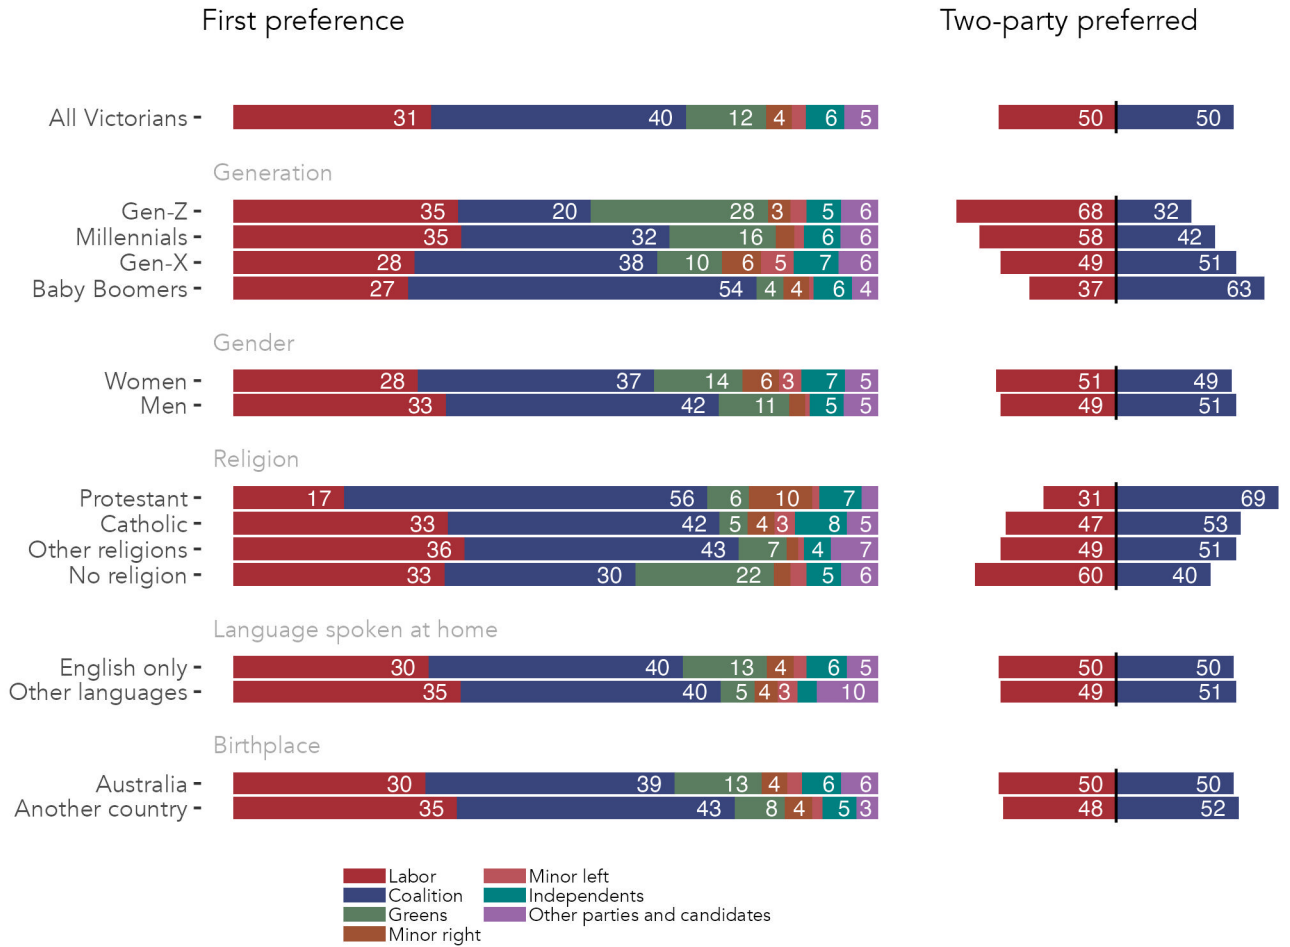 First preference Two-party preferred
All Victorians 31 40 12 4 6 5 50 50
Generation
Gen-Z 35 20 28 3 5 6 68 32
Millennials 35 32 16 6 6 58 42
Gen-X 28 38 10 6 5 7 6 49 51
Baby Boomers 27 54 4 4 6 4 37 63
Gender
Women 28 37 14 6 3 7 5 51 49
Men 33 42 11 5 5 49 51
Religion
Protestant 17 56 6 10 7 31 69
Catholic 33 42 5 4 3 8 5 47 53
Other religions 36 43 7 4 7 49 51
No religion 33 30 22 5 6 60 40
Language spoken at home
English only 30 40 13 4 6 5 50 50
Other languages 35 40 5 4 3 10 49 51
Birthplace
Australia 30 39 13 4 6 6 50 50
Another country 35 43 8 4 5 3 48 52
Labor Minor left
Coalition Independents
Greens Other parties and candidates
Minor right